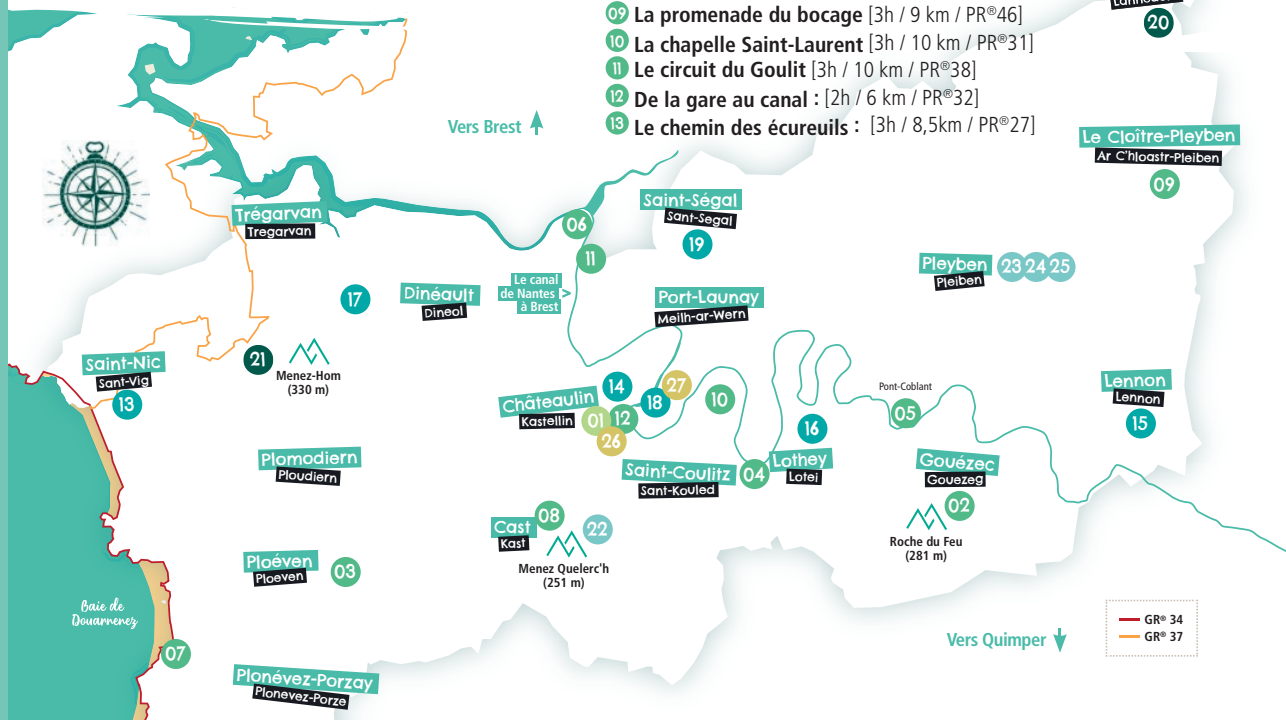 Lannédern
20
09 La promenade du bocage [3h / 9 km / PR®46]
10 La chapelle Saint-Laurent [3h / 10 km / PR®31]
11 Le circuit du Goulit [3h / 10 km / PR®38]
12 De la gare au canal : [2h / 6 km / PR®32]
13 Le chemin des écureuils : [3h / 8,5km / PR®27]
Vers Brest
Le Cloître-Pleyben
Ar C'hloastr-Pleiben
09
Trégarvan
Tregarvan
Saint-Ségal
Sant-Segal
19
06
11
Pleyben
Pleiben
23 24 25
17
Dinéault
Dineol
Le canal
de Nantes >
à Brest
Port-Launay
Meilh-ar-Wern
Saint-Nic
Sant-Vig
13
21
Menez-Hom
(330 m)
Châteaulin
Kastellin
14
01
12
26
18
27
10
16
Pont-Coblant
05
Lennon
Lennon
15
Plomodiern
Ploudiern
Saint-Coulitz
Sant-Kouled
04
Lothey
Lotei
Gouézec
Gouezeg
02
Roche du Feu
(281 m)
Cast
Kast
08
22
Menez Quelerc'h
(251 m)
Ploéven
Ploeven
03
Baie de
Douarnenez
07
Plonévez-Porzay
Plonevez-Porze
Vers Quimper
GR® 34
GR® 37